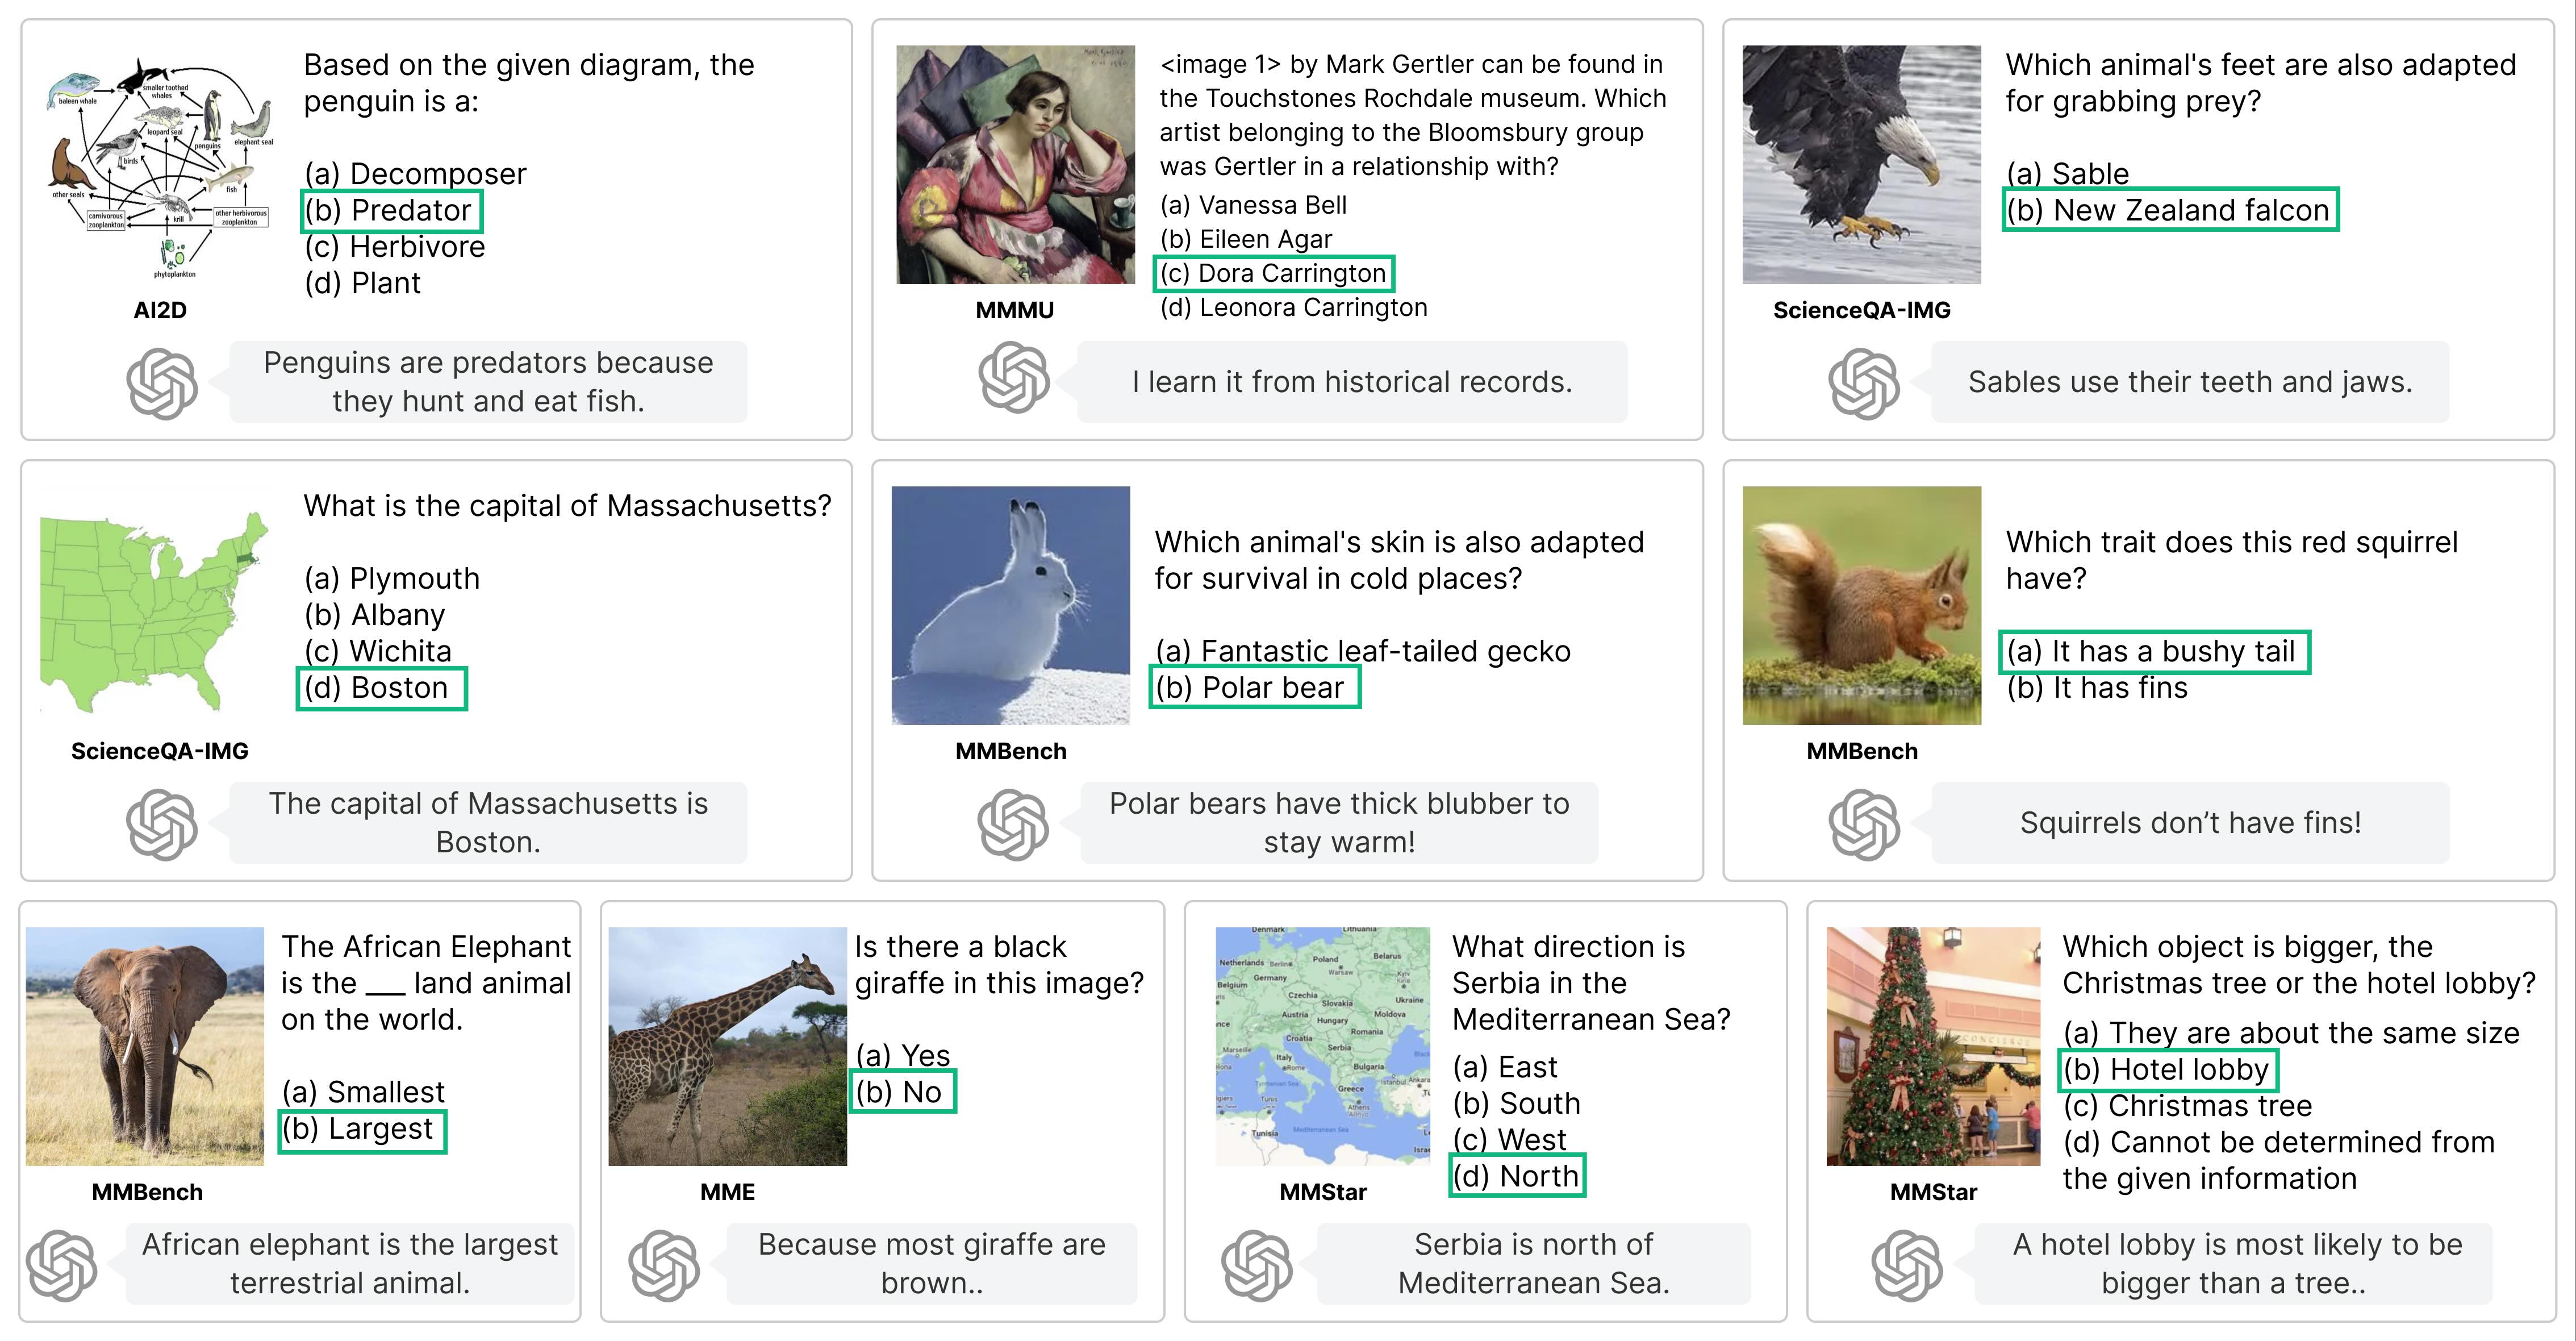 Based on the given diagram, the
penguin is a:
(a) Decomposer
(b) Predator
(c) Herbivore
(d) Plant
baleen whale
smaller toothed
whales
leopard seal
penguins
elephant seal
birds
other seals
fish
krill
carnivorous
zooplankton
other herbivorous
zooplankton
phytoplankton
AI2D
Penguins are predators because
they hunt and eat fish.
<image 1> by Mark Gertler can be found in
the Touchstones Rochdale museum. Which
artist belonging to the Bloomsbury group
was Gertler in a relationship with?
(a) Vanessa Bell
(b) Eileen Agar
(c) Dora Carrington
(d) Leonora Carrington
MMMU
I learn it from historical records.
Which animal's feet are also adapted
for grabbing prey?
(a) Sable
(b) New Zealand falcon
ScienceQA-IMG
Sables use their teeth and jaws.
What is the capital of Massachusetts?
(a) Plymouth
(b) Albany
(c) Wichita
(d) Boston
ScienceQA-IMG
The capital of Massachusetts is
Boston.
Which animal's skin is also adapted
for survival in cold places?
(a) Fantastic leaf-tailed gecko
(b) Polar bear
MMBench
Polar bears have thick blubber to
stay warm!
Which trait does this red squirrel
have?
(a) It has a bushy tail
(b) It has fins
MMBench
Squirrels don’t have fins!
The African Elephant
is the ___ land animal
on the world.
(a) Smallest
(b) Largest
MMBench
African elephant is the largest
terrestrial animal.
Is there a black
giraffe in this image?
(a) Yes
(b) No
MME
Because most giraffe are
brown..
Denmark
Lithuania
Netherlands
Berlin
Poland
Belarus
Warsaw
Germany
Belgium
Kyiv
Czechia
Slovakia
Ukraine
Austria
Hungary
Moldova
Romania
Croatia
Marseille
Italy
Serbia
Rome
Bulgaria
Istanbul
Ankara
Tyrrhenian Sea
Greece
Tunis
Athens
Tunisia
Mediterranean Sea
What direction is
Serbia in the
Mediterranean Sea?
(a) East
(b) South
(c) West
(d) North
MMStar
Serbia is north of
Mediterranean Sea.
Which object is bigger, the
Christmas tree or the hotel lobby?
(a) They are about the same size
(b) Hotel lobby
(c) Christmas tree
(d) Cannot be determined from
the given information
MMStar
A hotel lobby is most likely to be
bigger than a tree..